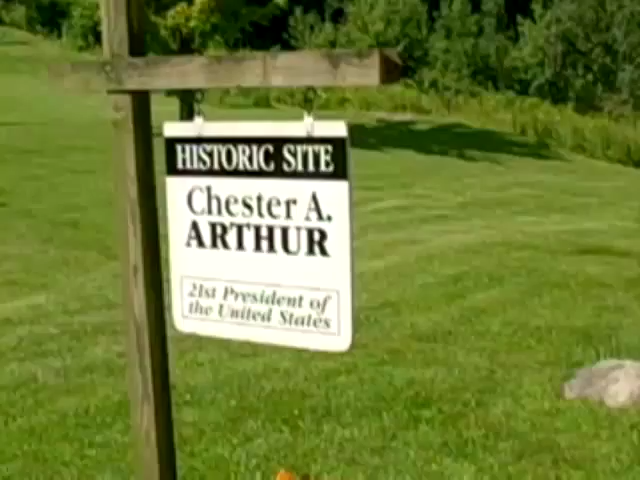 HISTORIC SITE
Chester A.
ARTHUR
21st President of
the United States